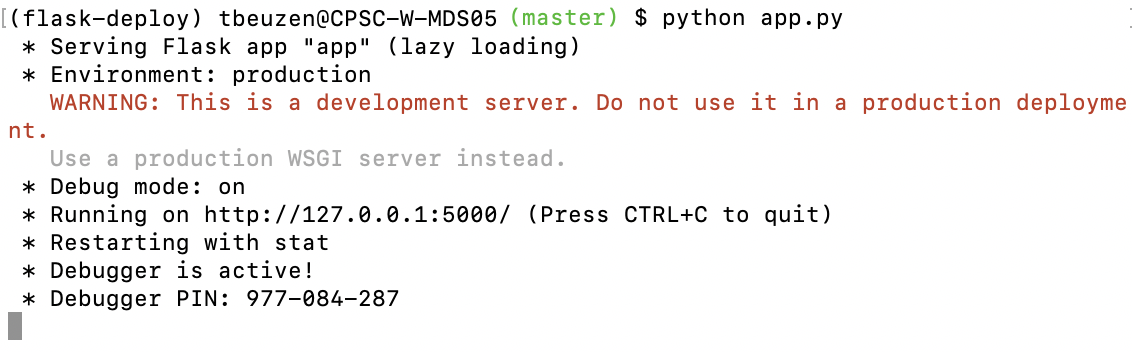 [(flask-deploy) tbeuzen@CPSC-W-MDS05 (master) $ python app.py
 * Serving Flask app "app" (lazy loading)
 * Environment: production
   WARNING: This is a development server. Do not use it in a production deployme
nt.
   Use a production WSGI server instead.
 * Debug mode: on
 * Running on http://127.0.0.1:5000/ (Press CTRL+C to quit)
 * Restarting with stat
 * Debugger is active!
 * Debugger PIN: 977-084-287